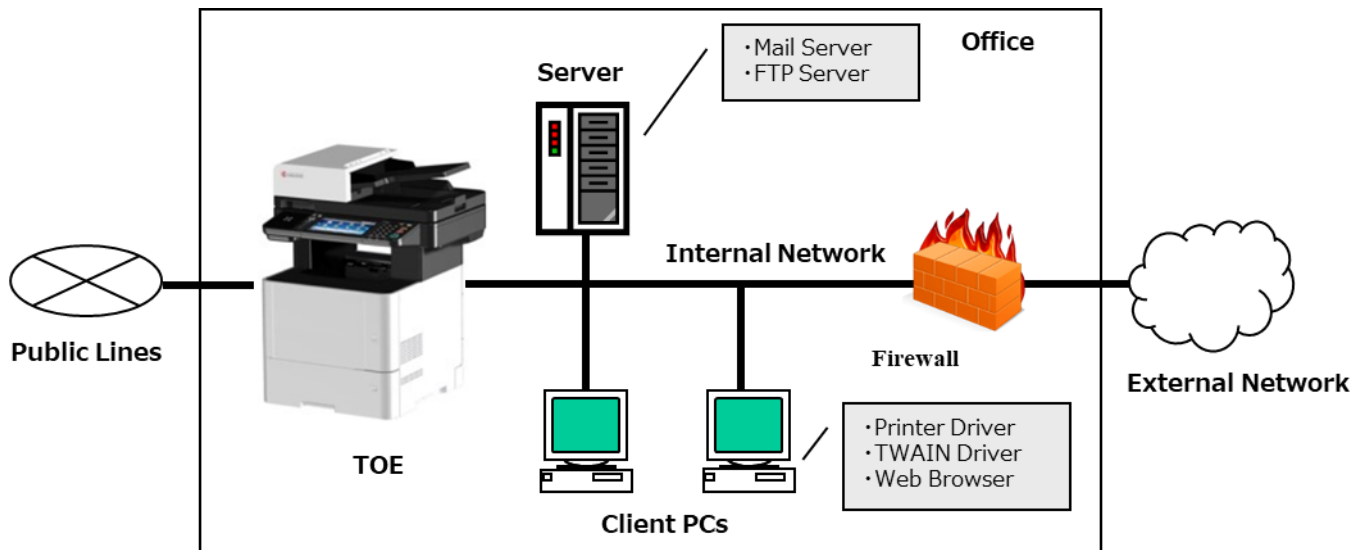 Office
・Mail Server
・FTP Server
Server
Internal Network
Public Lines
Firewall
External Network
TOE
・Printer Driver
・TWAIN Driver
・Web Browser
Client PCs